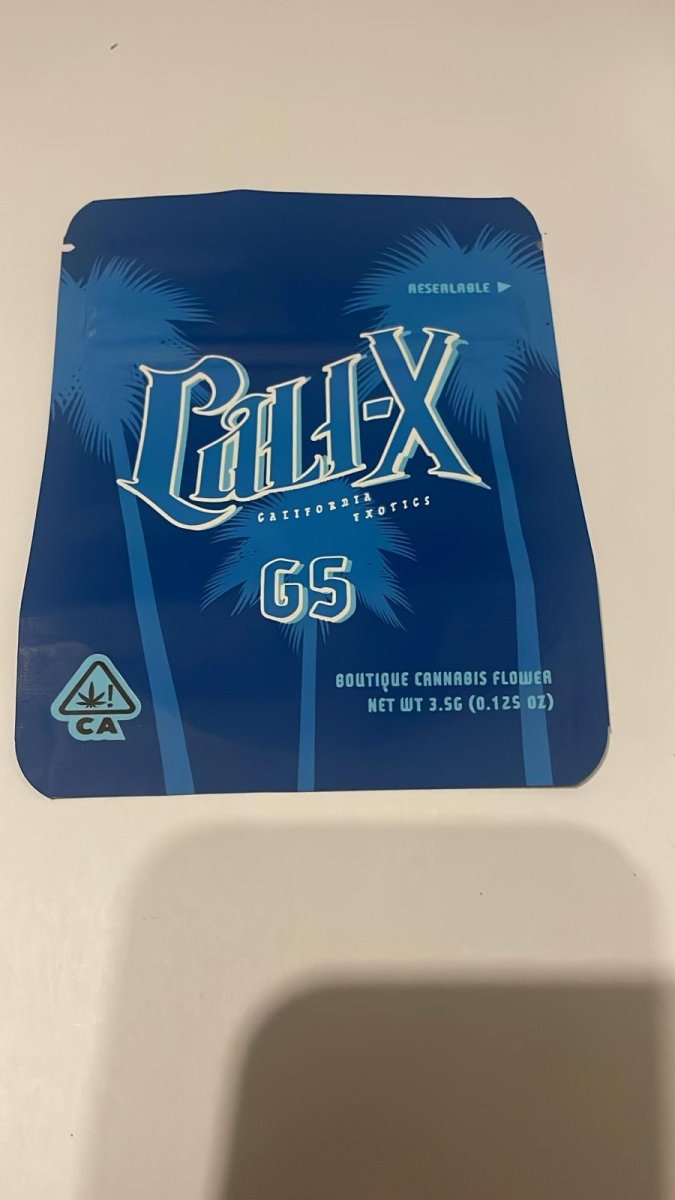 RESEALABLE
CALI-X
CALIFORNIA
EXOTICS
G5
BOUTIQUE CANNABIS FLOWER
NET WT 3.5G (0.125 OZ)
!
CA